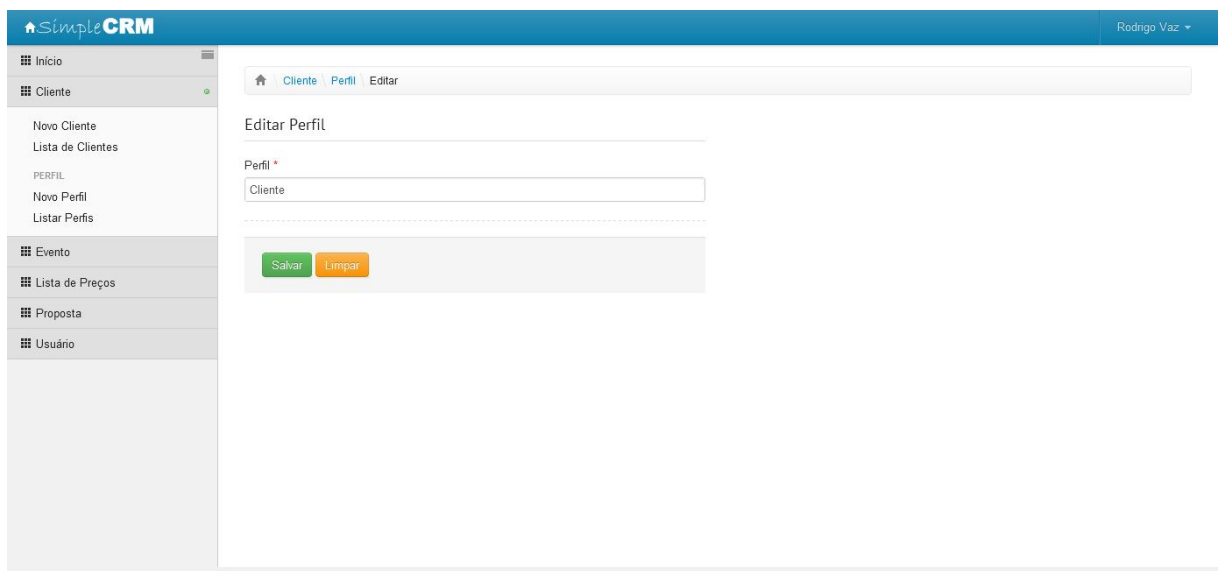 SimpleCRM
Rodrigo Vaz
Início
Cliente
Novo Cliente
Lista de Clientes
PERFIL
Novo Perfil
Listar Perfis
Evento
Lista de Preços
Proposta
Usuário
Cliente \ Perfil \ Editar
Editar Perfil
Perfil *
Cliente
Salvar Limpar